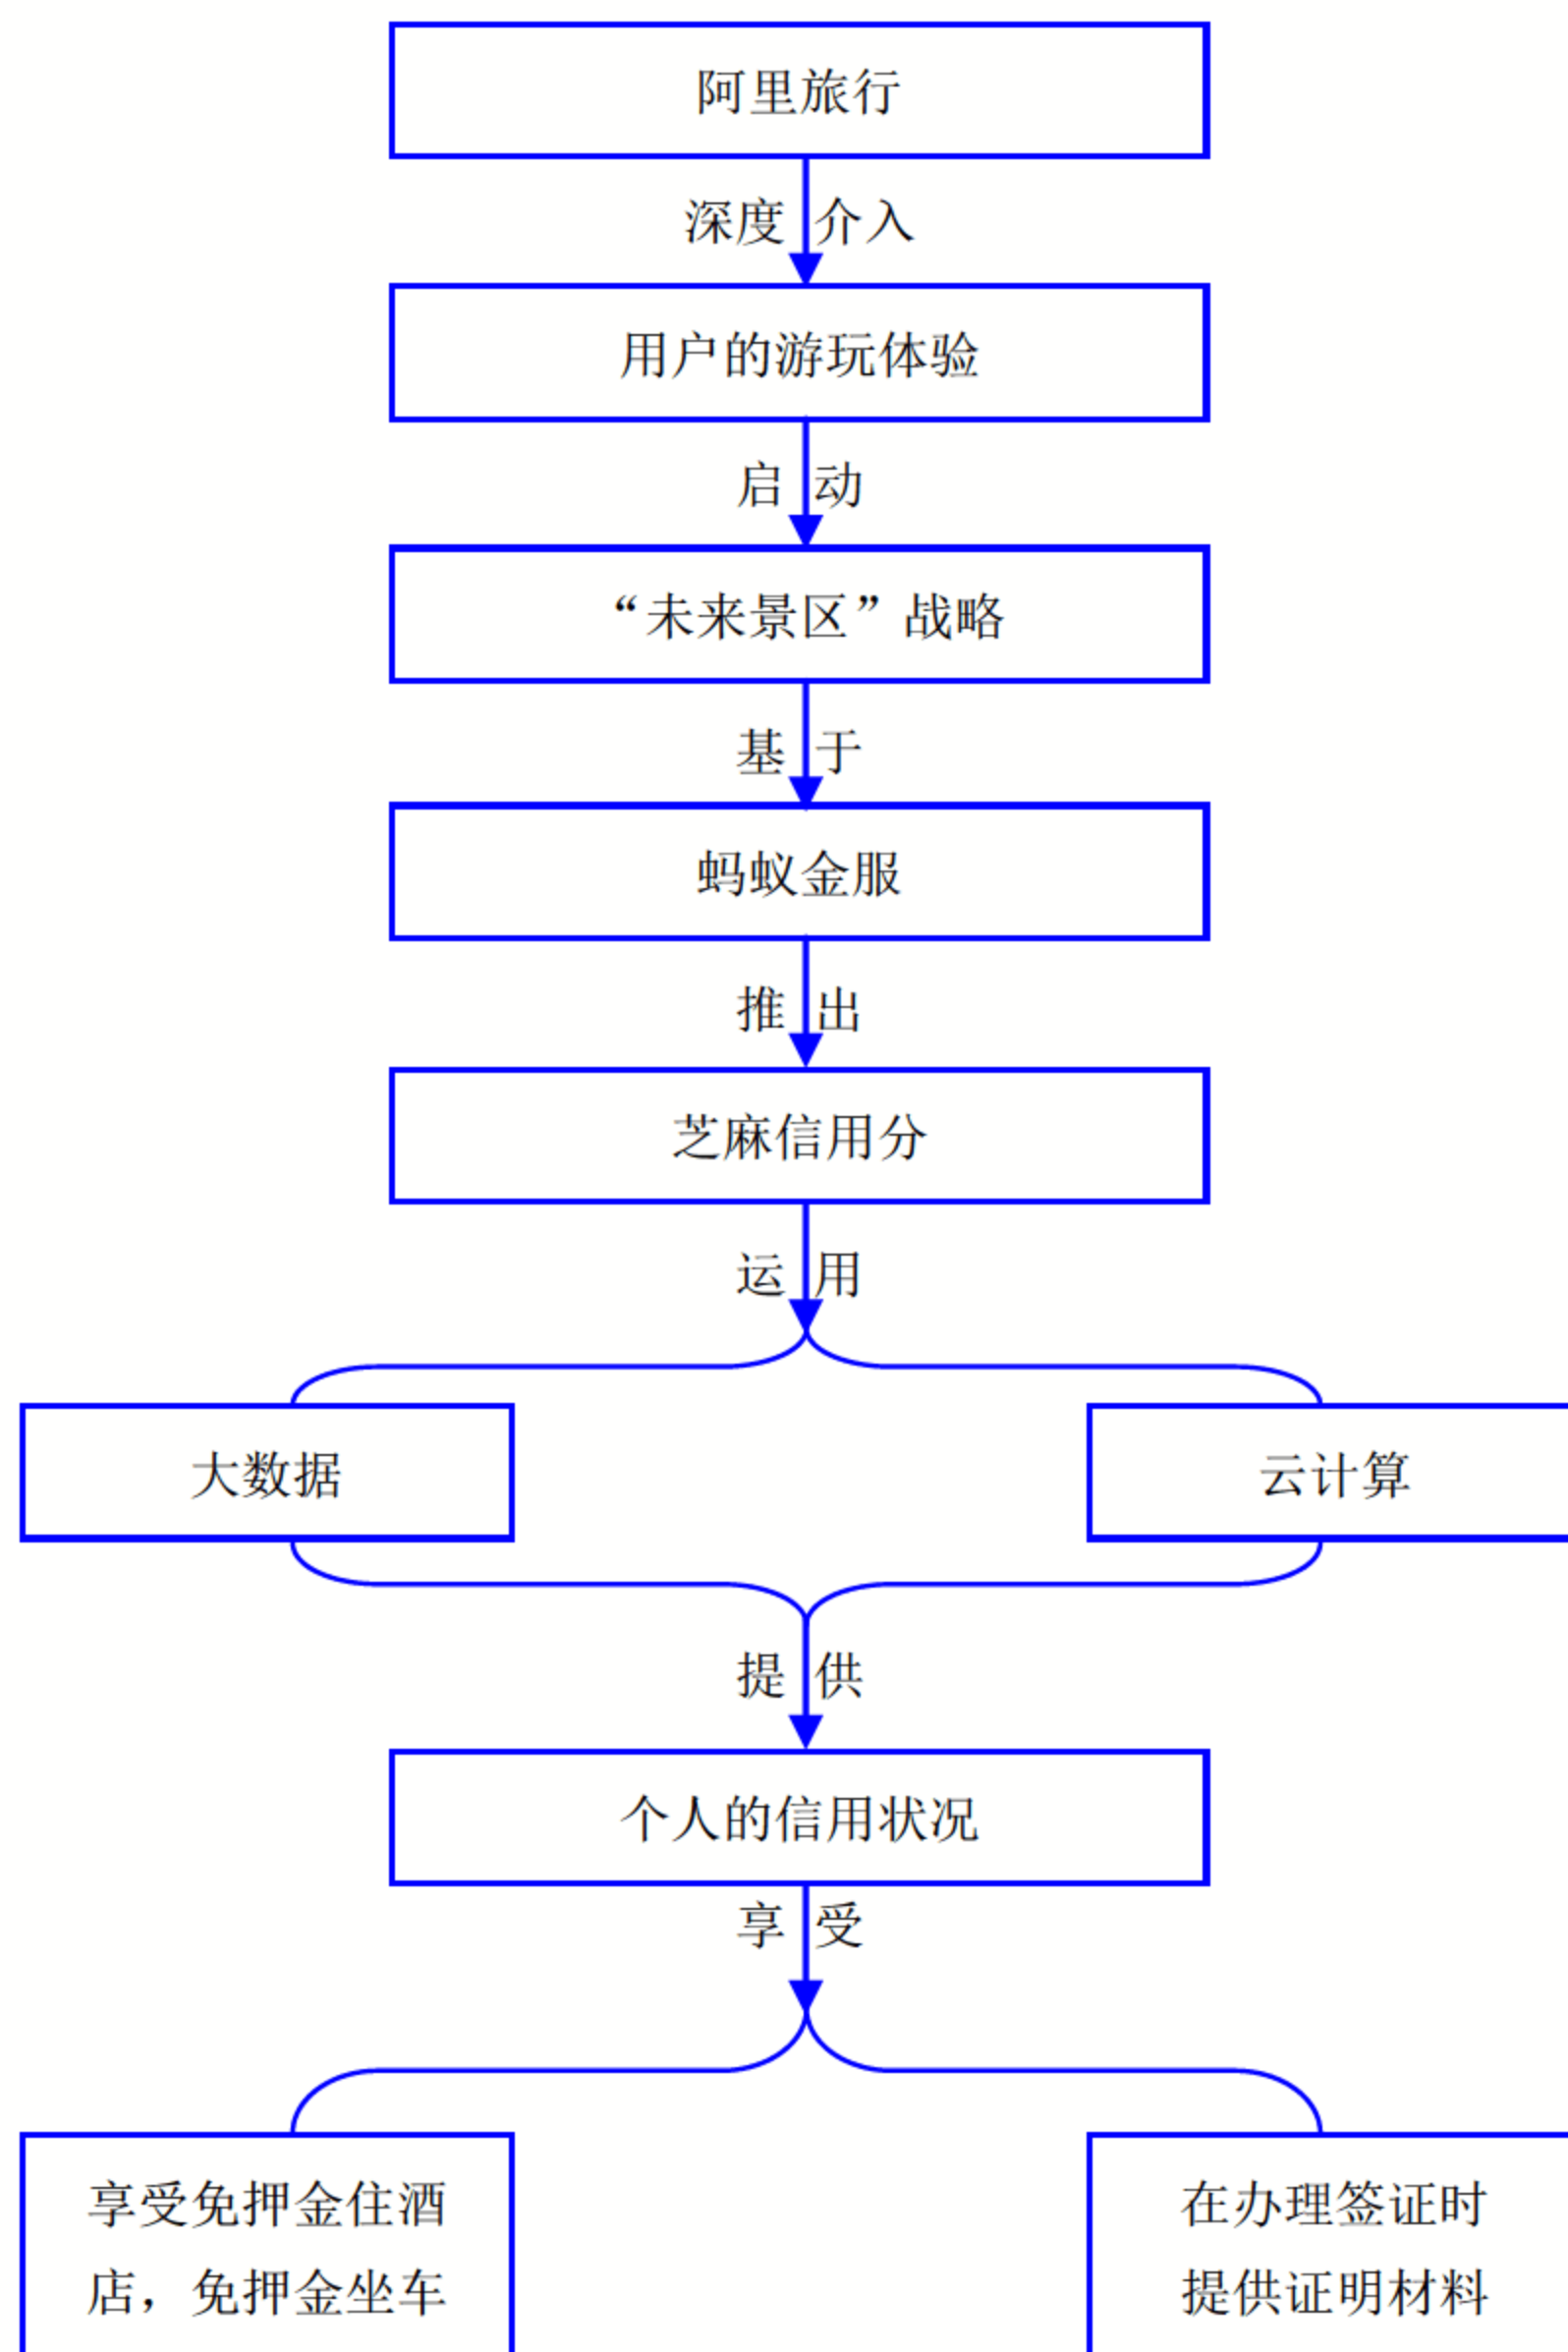 阿里旅行
深度 介入
用户的游玩体验
启 动
“未来景区”战略
基 于
蚂蚁金服
推 出
芝麻信用分
运 用
大数据
云计算
提 供
个人的信用状况
享 受
享受免押金住酒
店，免押金坐车
在办理签证时
提供证明材料